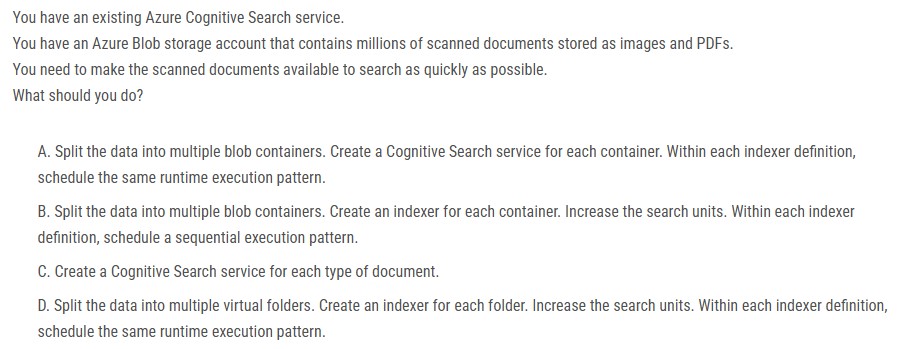 You have an existing Azure Cognitive Search service.
You have an Azure Blob storage account that contains millions of scanned documents stored as images and PDFs.
You need to make the scanned documents available to search as quickly as possible.
What should you do?
A. Split the data into multiple blob containers. Create a Cognitive Search service for each container. Within each indexer definition,
schedule the same runtime execution pattern.
B. Split the data into multiple blob containers. Create an indexer for each container. Increase the search units. Within each indexer
definition, schedule a sequential execution pattern.
C. Create a Cognitive Search service for each type of document.
D. Split the data into multiple virtual folders. Create an indexer for each folder. Increase the search units. Within each indexer definition,
schedule the same runtime execution pattern.